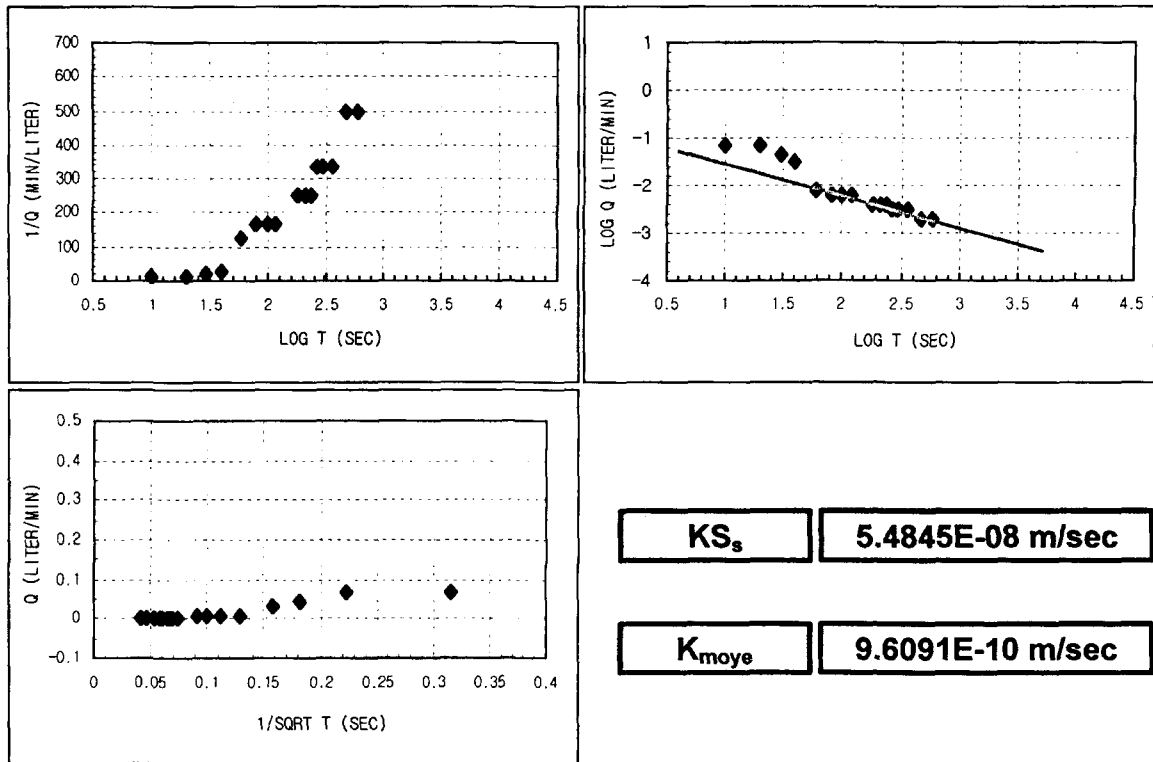 700
600
500
400
300
200
100
0
1/Q (MIN/LITER)
0.5 1 1.5 2 2.5 3 3.5 4 4.5
LOG T (SEC)
1
0
-1
-2
-3
-4
LOG Q (LITER/MIN)
0.5 1 1.5 2 2.5 3 3.5 4 4.5
LOG T (SEC)
0.5
0.4
0.3
0.2
0.1
0
-0.1
Q (LITER/MIN)
0 0.05 0.1 0.15 0.2 0.25 0.3 0.35 0.4
1/SQRT T (SEC)
KSs 5.4845E-08 m/sec
Kmoye 9.6091E-10 m/sec